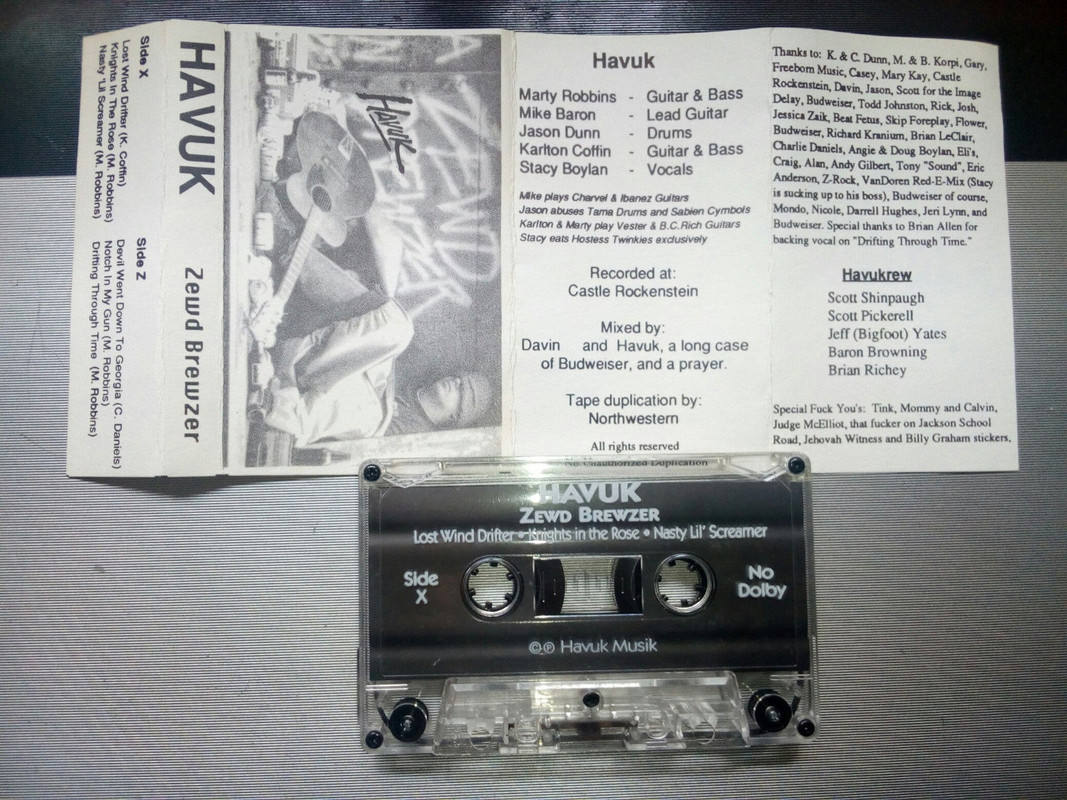 Side X
Lost Wind Drifter (K. Coffin)
Knights In The Rose (M. Robbins)
Nasty 'Lil Screamer (M. Robbins)
Side Z
Devil Went Down To Georgia (C. Daniels)
Notch In My Gun (M. Robbins)
Drifting Through Time (M. Robbins)
HAVUK
Zewd Brewzer
HAVUK
Havuk
Marty Robbins - Guitar & Bass
Mike Baron - Lead Guitar
Jason Dunn - Drums
Karlton Coffin - Guitar & Bass
Stacy Boylan - Vocals
Mike plays Charvel & Ibanez Guitars
Jason abuses Tama Drums and Sabien Cymbols
Karlton & Marty play Vester & B.C.Rich Guitars
Stacy eats Hostess Twinkies exclusively
Recorded at:
Castle Rockenstein
Mixed by:
Davin and Havuk, a long case
of Budweiser, and a prayer.
Tape duplication by:
Northwestern
All rights reserved
No Unauthorized Duplication
Thanks to: K. & C. Dunn, M. & B. Korpi, Gary,
Freeborn Music, Casey, Mary Kay, Castle
Rockenstein, Davin, Jason, Scott for the Image
Delay, Budweiser, Todd Johnston, Rick, Josh,
Jessica Zaik, Beat Fetus, Skip Foreplay, Flower,
Budweiser, Richard Kranium, Brian LeClair,
Charlie Daniels, Angie & Doug Boylan, Eli's,
Craig, Alan, Andy Gilbert, Tony "Sound", Eric
Anderson, Z-Rock, VanDoren Red-E-Mix (Stacy
is sucking up to his boss), Budweiser of course,
Mondo, Nicole, Darrell Hughes, Jeri Lynn, and
Budweiser. Special thanks to Brian Allen for
backing vocal on "Drifting Through Time."
Havukrew
Scott Shinpaugh
Scott Pickerell
Jeff (Bigfoot) Yates
Baron Browning
Brian Richey
Special Fuck You's: Tink, Mommy and Calvin,
Judge McElliot, that fucker on Jackson School
Road, Jehovah Witness and Billy Graham stickers.
HAVUK
ZEWD BREWZER
Lost Wind Drifter • Knights in the Rose • Nasty Lil' Screamer
Side
X
No
Dolby
©℗ Havuk Musik